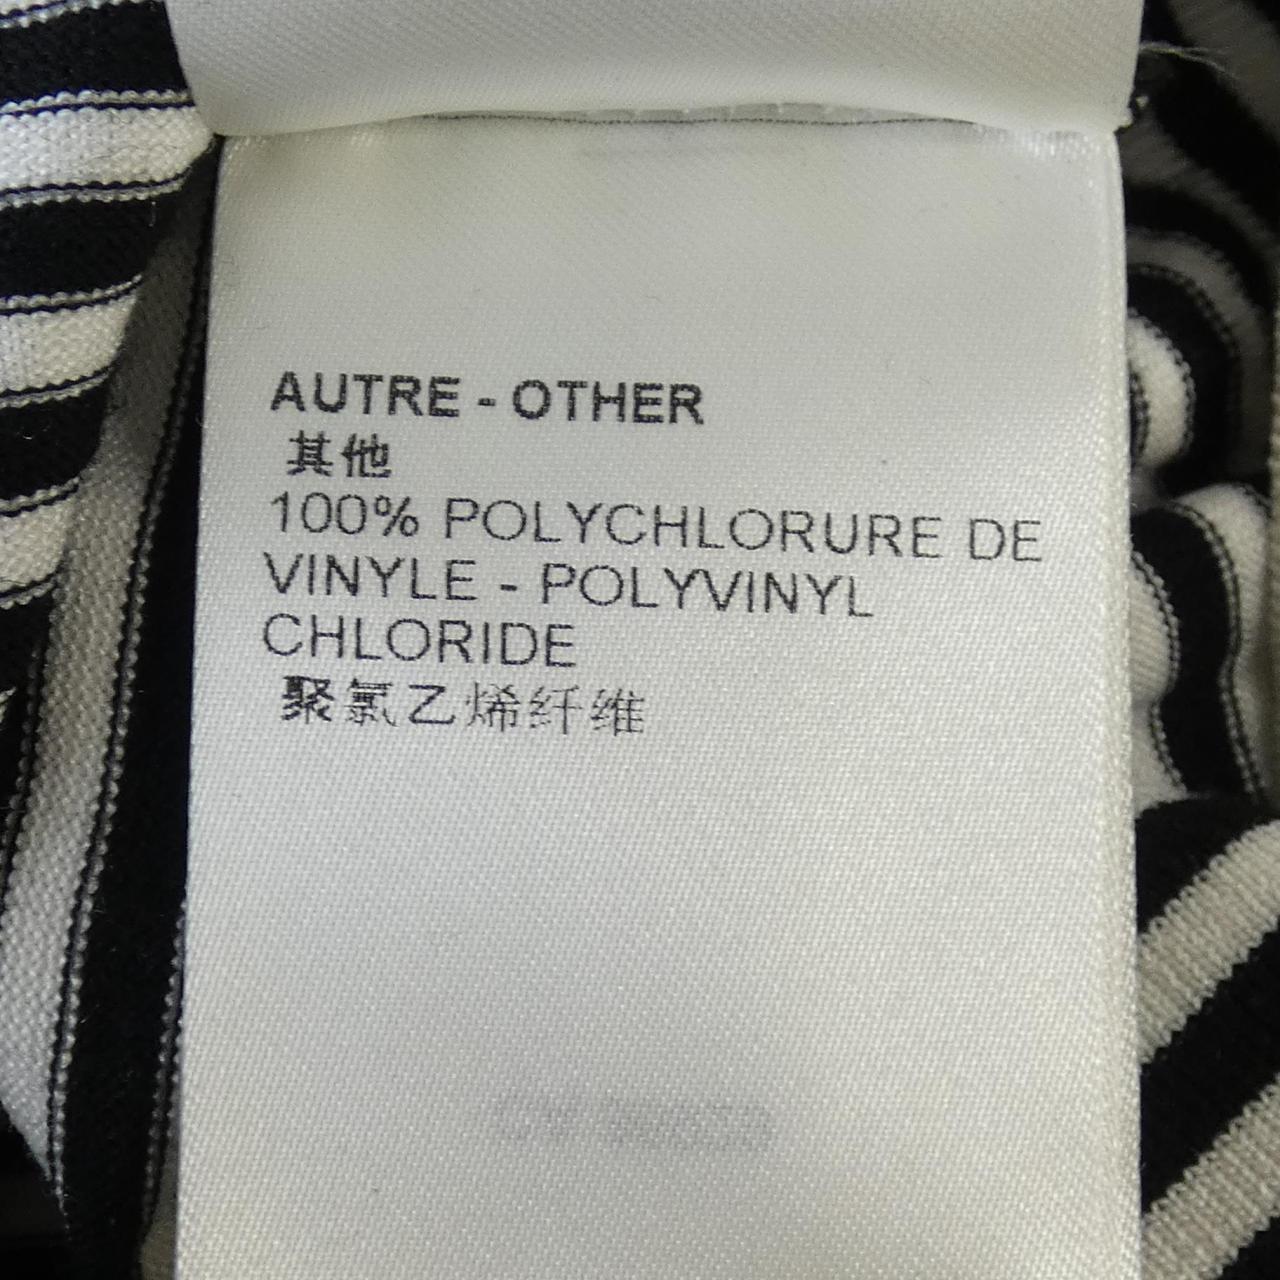 AUTRE - OTHER
其他
100% POLYCHLORURE DE
VINYLE - POLYVINYL
CHLORIDE
聚氯乙烯纤维